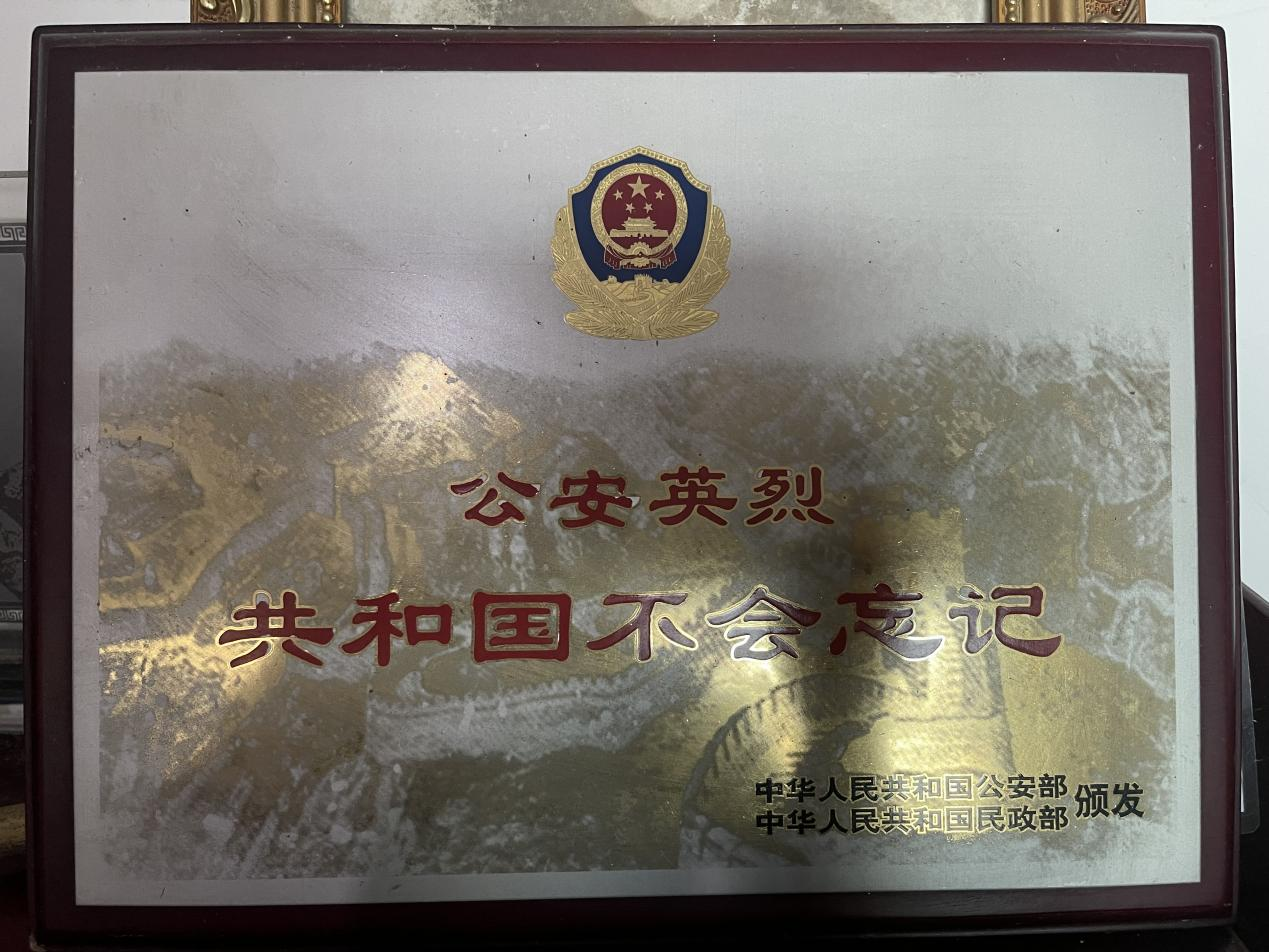 公安英烈
共和国不会忘记
中华人民共和国公安部
中华人民共和国民政部
颁发